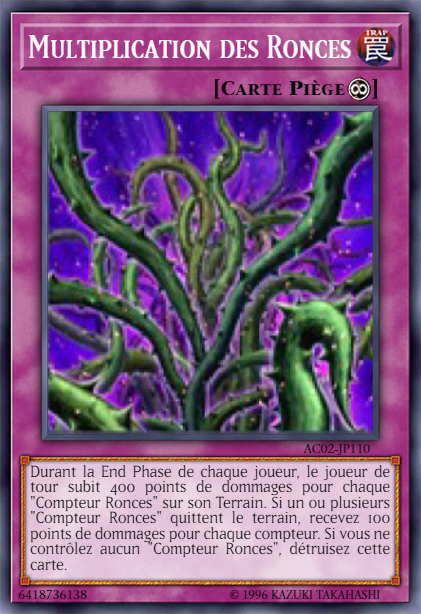 MULTIPLICATION DES RONCES
TRAP
罠
[CARTE PIÈGE]
AC02-JP110
Durant la End Phase de chaque joueur, le joueur de
tour subit 400 points de dommages pour chaque
"Compteur Ronces" sur son Terrain. Si un ou plusieurs
"Compteur Ronces" quittent le terrain, recevez 100
points de dommages pour chaque compteur. Si vous ne
contrôlez aucun "Compteur Ronces", détruisez cette
carte.
6418736138
© 1996 KAZUKI TAKAHASHI